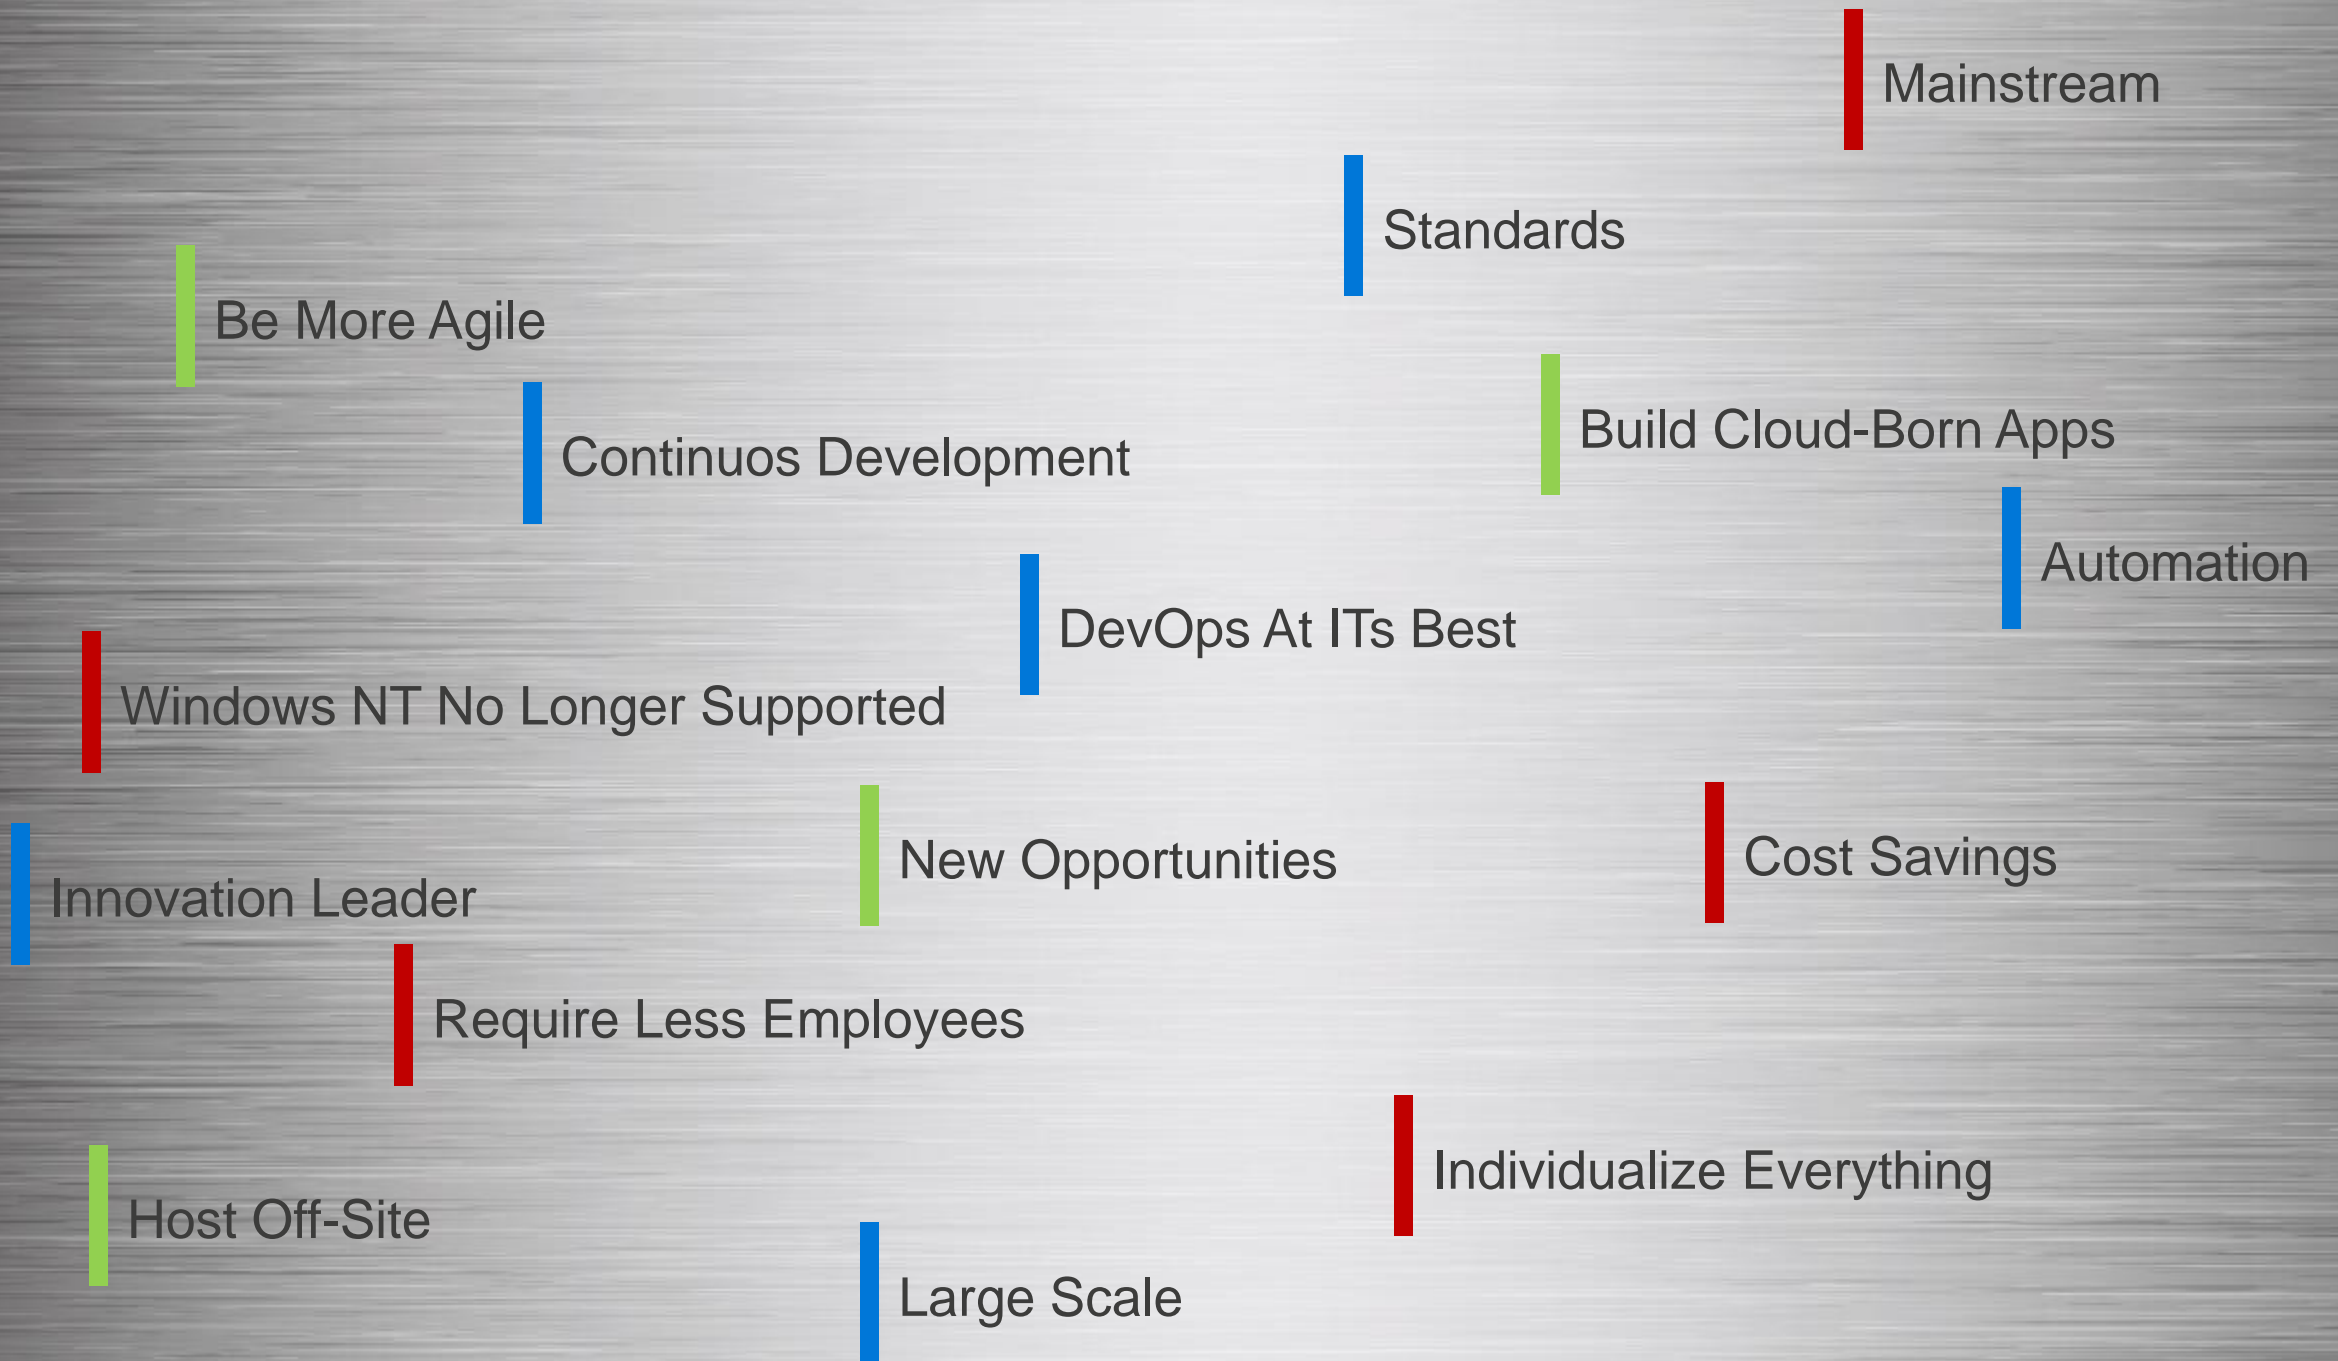 Mainstream
Standards
Be More Agile
Build Cloud-Born Apps
Continuos Development
Automation
DevOps At ITs Best
Windows NT No Longer Supported
New Opportunities
Cost Savings
Innovation Leader
Require Less Employees
Individualize Everything
Host Off-Site
Large Scale